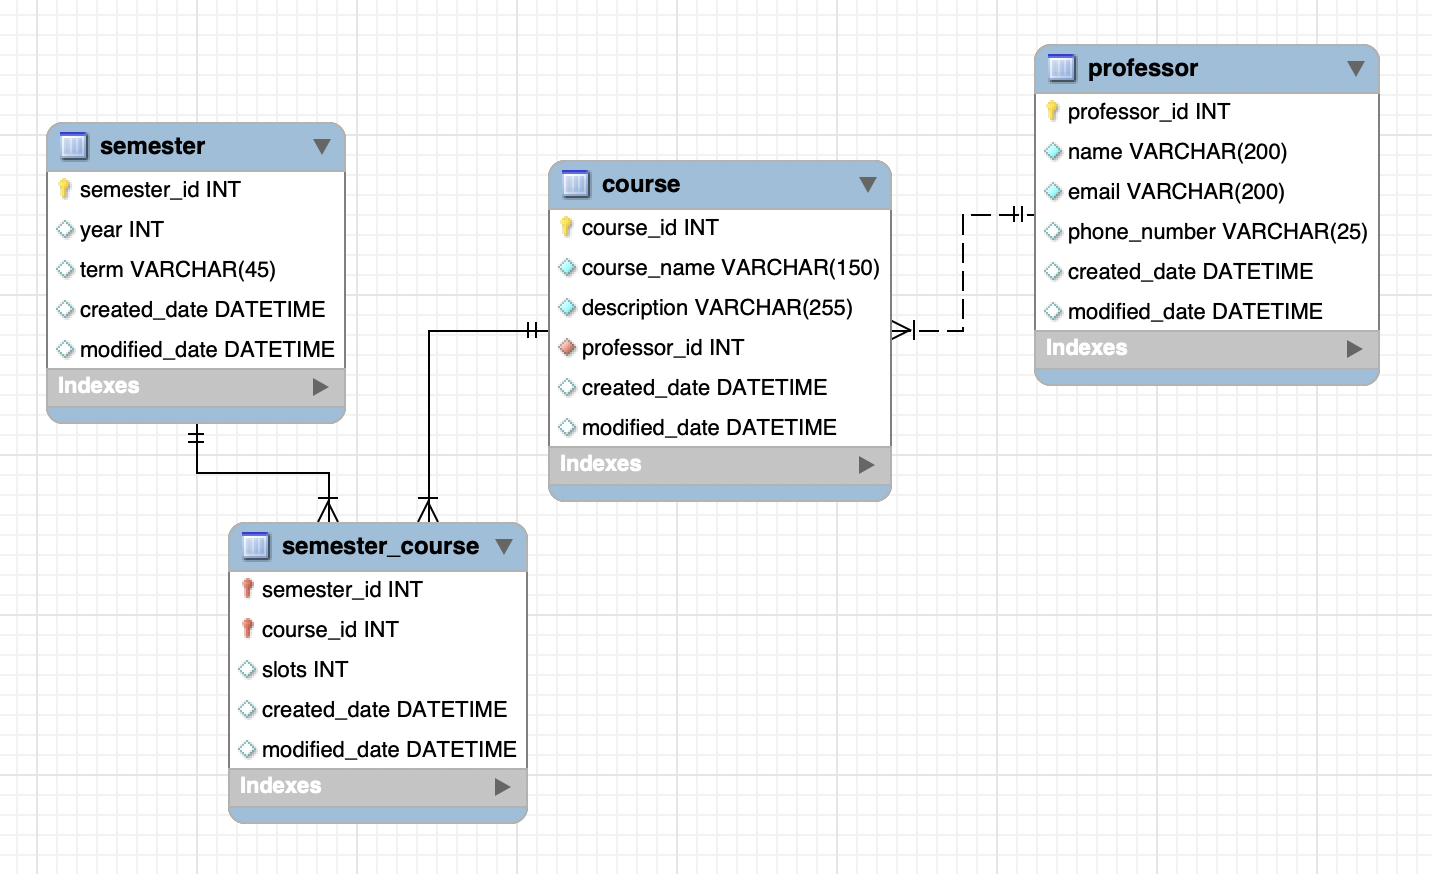 semester
semester_id INT
year INT
term VARCHAR(45)
created_date DATETIME
modified_date DATETIME
Indexes
course
course_id INT
course_name VARCHAR(150)
description VARCHAR(255)
professor_id INT
created_date DATETIME
modified_date DATETIME
Indexes
professor
professor_id INT
name VARCHAR(200)
email VARCHAR(200)
phone_number VARCHAR(25)
created_date DATETIME
modified_date DATETIME
Indexes
semester_course
semester_id INT
course_id INT
slots INT
created_date DATETIME
modified_date DATETIME
Indexes